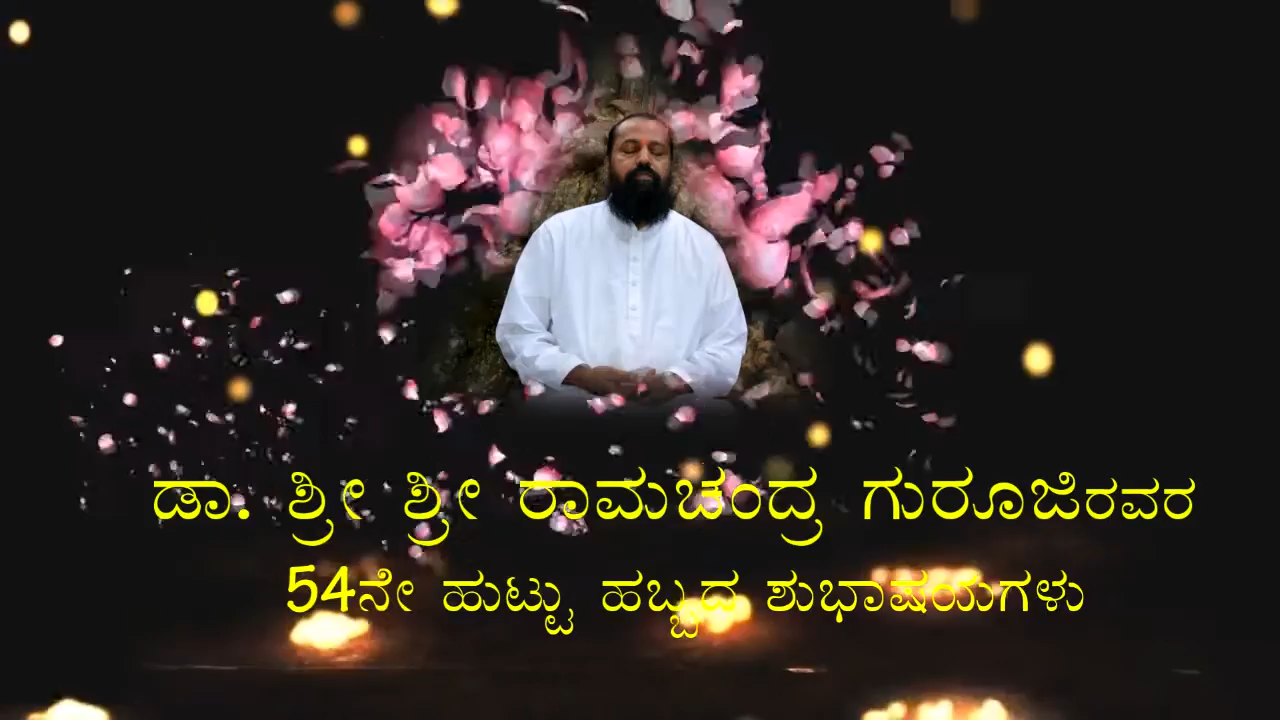 ಡಾ. ಶ್ರೀ ಶ್ರೀ ರಾಮಚಂದ್ರ ಗುರೂಜಿರವರ
54ನೇ ಹುಟ್ಟು ಹಬ್ಬದ ಶುಭಾಷಯಗಳು